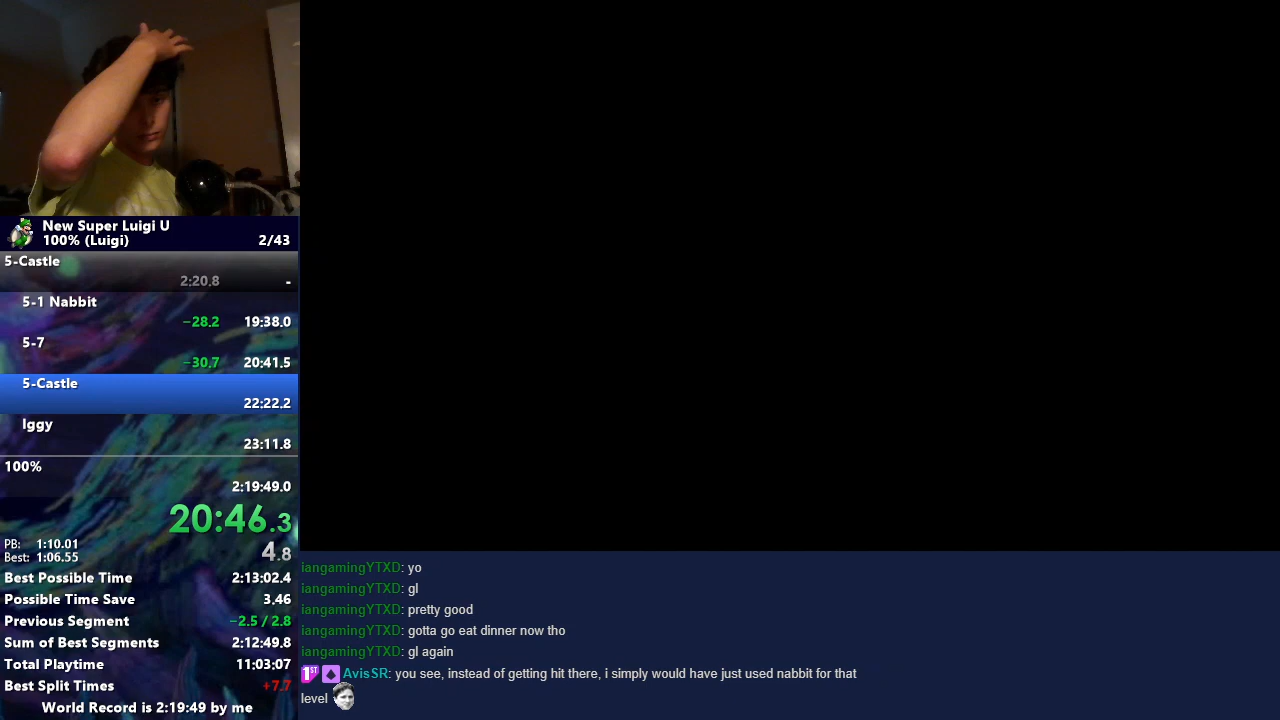 New Super Luigi U
100% (Luigi) 2/43
5-Castle
2:20.8 -
5-1 Nabbit
−28.2 19:38.0
5-7
−30.7 20:41.5
5-Castle
22:22.2
Iggy
23:11.8
100%
2:19:49.0
20:46.3
PB: 1:10.01
Best: 1:06.55
4.8
Best Possible Time 2:13:02.4
Possible Time Save 3.46
Previous Segment −2.5 / 2.8
Sum of Best Segments 2:12:49.8
Total Playtime 11:03:07
Best Split Times +7.7
World Record is 2:19:49 by me
iangamingYTXD: yo
iangamingYTXD: gl
iangamingYTXD: pretty good
iangamingYTXD: gotta go eat dinner now tho
iangamingYTXD: gl again
1ST AvisSR: you see, instead of getting hit there, i simply would have just used nabbit for that
level